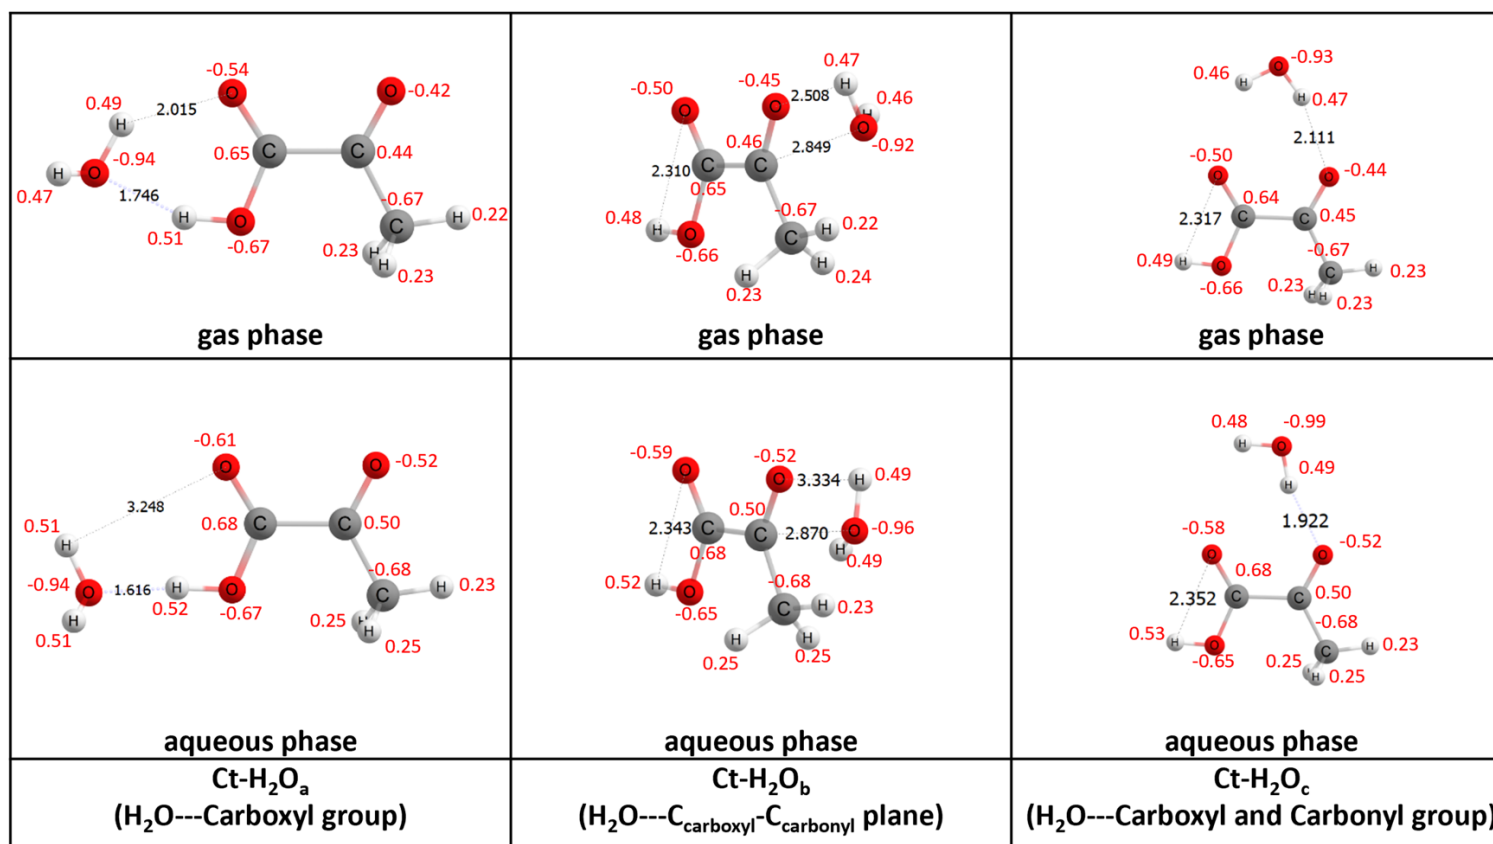 -0.54
-0.42
0.49
2.015
O
O
H
-0.94
0.65
C
C
0.44
H
O
0.47
1.746
H
O
-0.67
C
H
0.22
0.51
-0.67
0.23
H
H
0.23
gas phase
0.47
-0.50
-0.45
H
2.508
0.46
O
O
H
O
0.46
2.849
-0.92
2.310
C
C
0.65
0.48
H
O
-0.67
0.22
C
H
-0.66
H
H
0.24
0.23
gas phase
-0.93
0.46
O
H
H
0.47
2.111
-0.50
-0.44
O
O
0.64
2.317
C
C
0.45
0.49
H
O
-0.67
C
H
0.23
-0.66
0.23
H
H
0.23
gas phase
-0.61
-0.52
O
O
3.248
0.51
H
0.68
C
C
0.50
-0.94
O
1.616
H
O
-0.68
C
H
0.23
0.52
-0.67
H
0.51
0.25
H
H
0.25
aqueous phase
-0.59
-0.52
O
O
3.334
H
0.49
0.50
2.343
C
C
2.870
O
-0.96
0.68
H
0.49
0.52
H
O
-0.68
-0.65
C
H
0.23
H
H
0.25
0.25
aqueous phase
0.48
-0.99
H
O
0.49
H
1.922
-0.58
-0.52
O
O
0.68
2.352
C
C
0.50
0.53
H
O
-0.68
-0.65
C
H
0.23
0.25
H
H
0.25
aqueous phase
Ct-H₂Oₐ
(H₂O---Carboxyl group)
Ct-H₂O_b
(H₂O---C_carboxyl-C_carbonyl plane)
Ct-H₂O_c
(H₂O---Carboxyl and Carbonyl group)